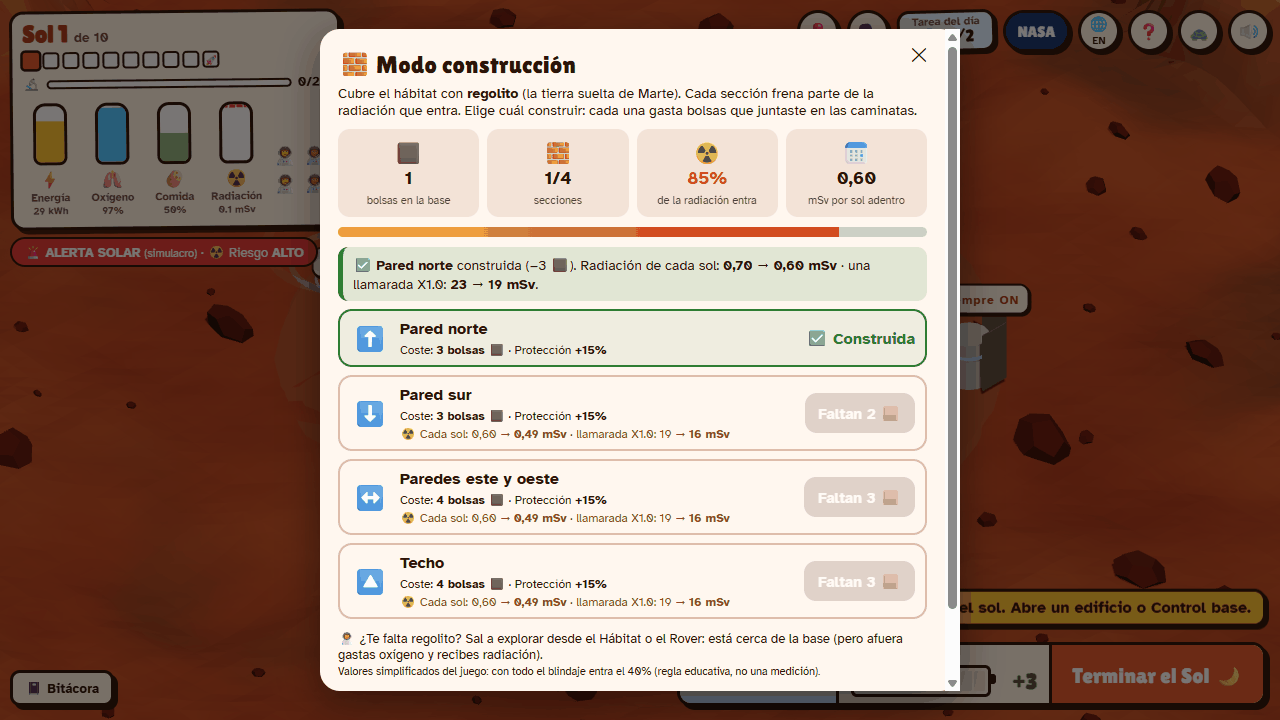 Sol 1 de 10
0/2
Energía
29 kWh
Oxígeno
97%
Comida
50%
Radiación
0.1 mSv
ALERTA SOLAR (simulacro) · Riesgo ALTO
Tarea del día
/2
NASA
EN
Modo construcción
Cubre el hábitat con regolito (la tierra suelta de Marte). Cada sección frena parte de la
radiación que entra. Elige cuál construir: cada una gasta bolsas que juntaste en las caminatas.
1
bolsas en la base
1/4
secciones
85%
de la radiación entra
0,60
mSv por sol adentro
Pared norte construida (−3 ). Radiación de cada sol: 0,70 → 0,60 mSv · una
llamarada X1.0: 23 → 19 mSv.
Pared norte
Coste: 3 bolsas · Protección +15%
Construida
Pared sur
Coste: 3 bolsas · Protección +15%
Cada sol: 0,60 → 0,49 mSv · llamarada X1.0: 19 → 16 mSv
Faltan 2
Paredes este y oeste
Coste: 4 bolsas · Protección +15%
Cada sol: 0,60 → 0,49 mSv · llamarada X1.0: 19 → 16 mSv
Faltan 3
Techo
Coste: 4 bolsas · Protección +15%
Cada sol: 0,60 → 0,49 mSv · llamarada X1.0: 19 → 16 mSv
Faltan 3
¿Te falta regolito? Sal a explorar desde el Hábitat o el Rover: está cerca de la base (pero afuera
gastas oxígeno y recibes radiación).
Valores simplificados del juego: con todo el blindaje entra el 40% (regla educativa, no una medición).
mpre ON
el sol. Abre un edificio o Control base.
+3
Terminar el Sol
Bitácora